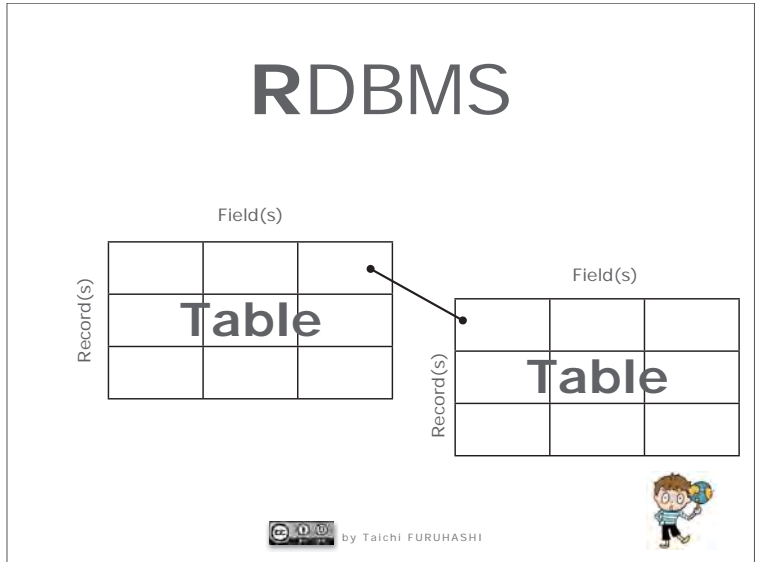 RDBMS
Field(s)
Record(s)
Table
Field(s)
Record(s)
Table
by Taichi FURUHASHI